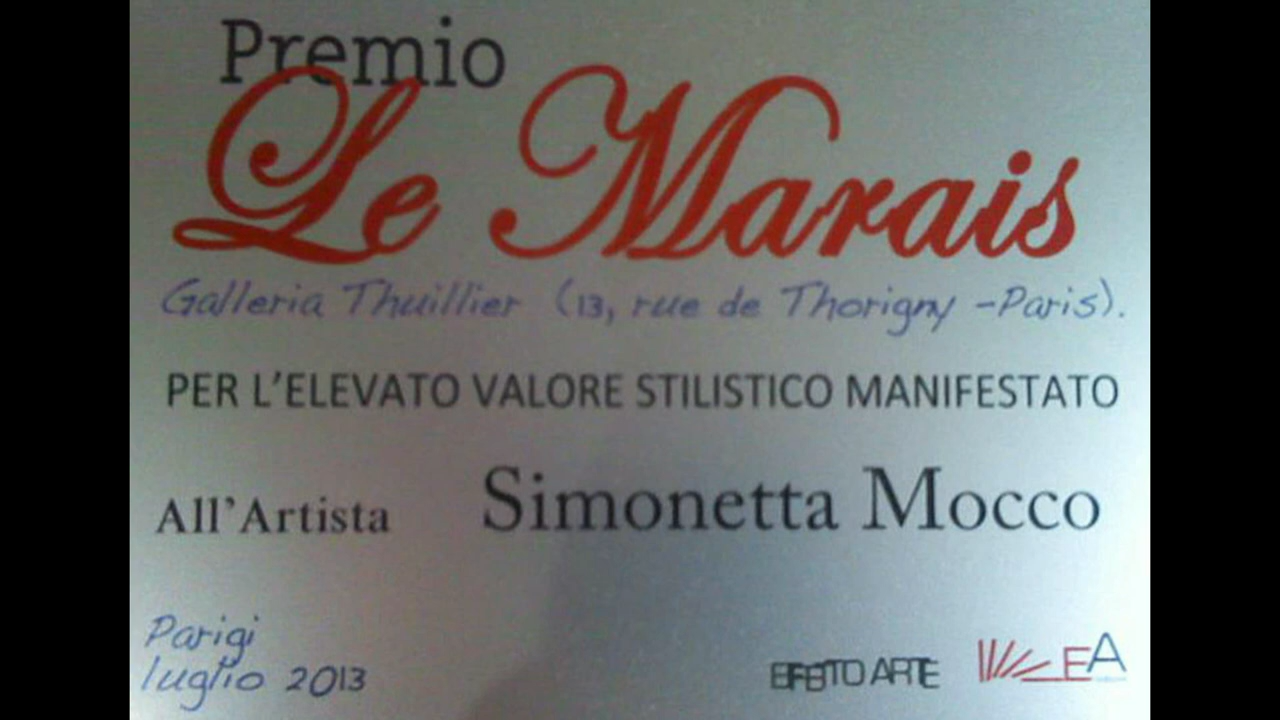 Premio
Le Marais
Galleria Thuillier (13, rue de Thorigny -Paris).
PER L'ELEVATO VALORE STILISTICO MANIFESTATO
All'Artista Simonetta Mocco
Parigi
luglio 2013
EFFETTO ARTE EA